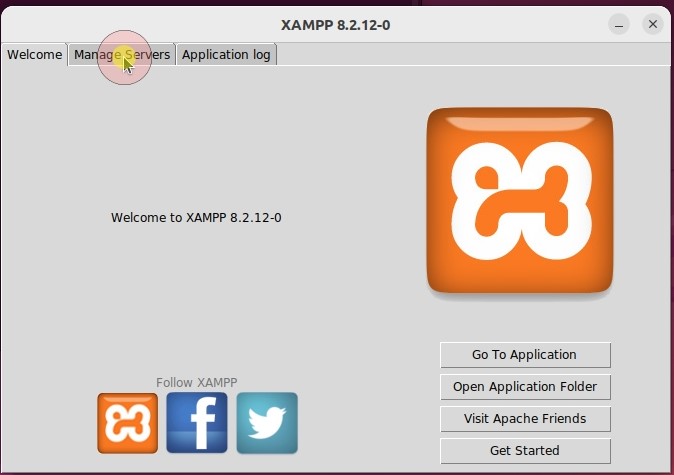 XAMPP 8.2.12-0
Welcome
Manage Servers
Application log
Welcome to XAMPP 8.2.12-0
Go To Application
Open Application Folder
Visit Apache Friends
Get Started
Follow XAMPP